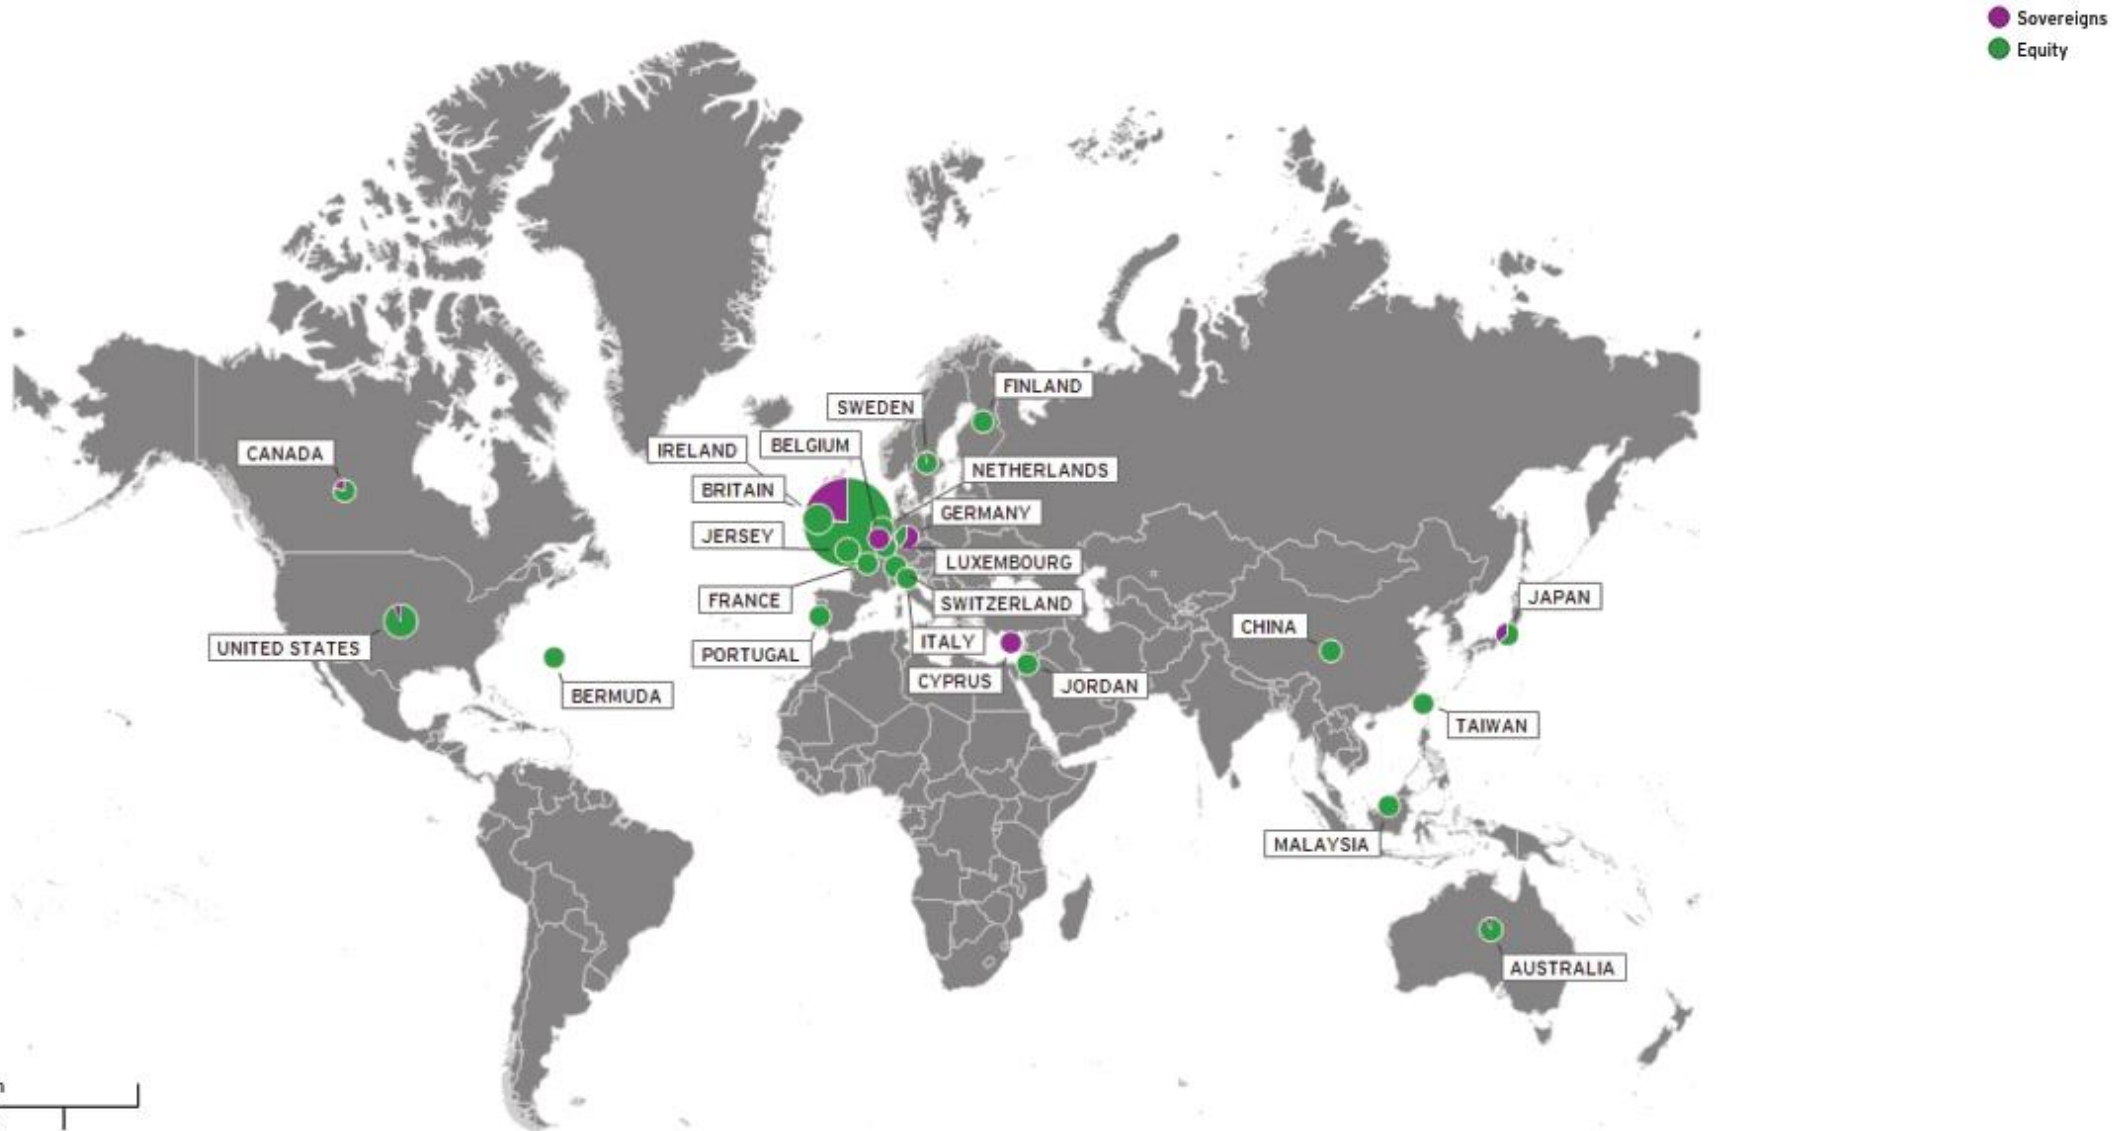 Sovereigns
Equity
FINLAND
SWEDEN
IRELAND
BELGIUM
CANADA
NETHERLANDS
BRITAIN
GERMANY
JERSEY
LUXEMBOURG
FRANCE
SWITZERLAND
JAPAN
CHINA
UNITED STATES
ITALY
PORTUGAL
CYPRUS
JORDAN
BERMUDA
TAIWAN
MALAYSIA
AUSTRALIA